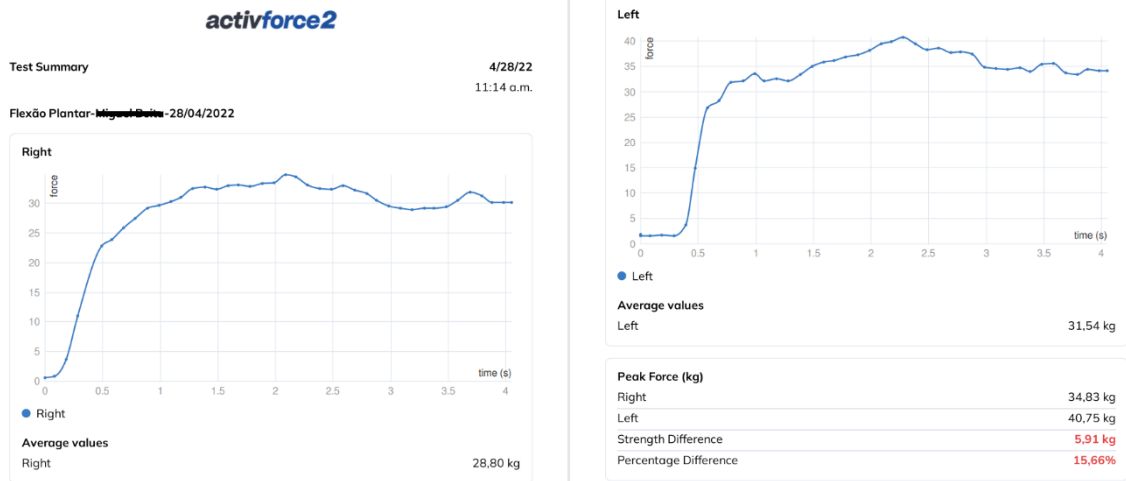 activforce2
Test Summary 4/28/22
11:14 a.m.
Flexão Plantar- -28/04/2022
Right
force
30
25
20
15
10
5
0
time (s)
0 0.5 1 1.5 2 2.5 3 3.5 4
Right
Average values
Right 28,80 kg
Left
force
40
35
30
25
20
15
10
5
0
time (s)
0.5 1 1.5 2 2.5 3 3.5 4
Left
Average values
Left 31,54 kg
Peak Force (kg)
Right 34,83 kg
Left 40,75 kg
Strength Difference 5,91 kg
Percentage Difference 15,66%